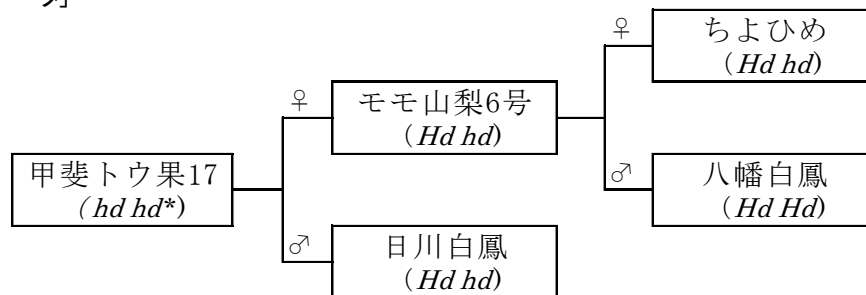 ♀
ちよひめ
(Hd hd)
♀
モモ山梨6号
(Hd hd)
甲斐トウ果17
(hd hd*)
♂
八幡白鳳
(Hd Hd)
♂
日川白鳳
(Hd hd)